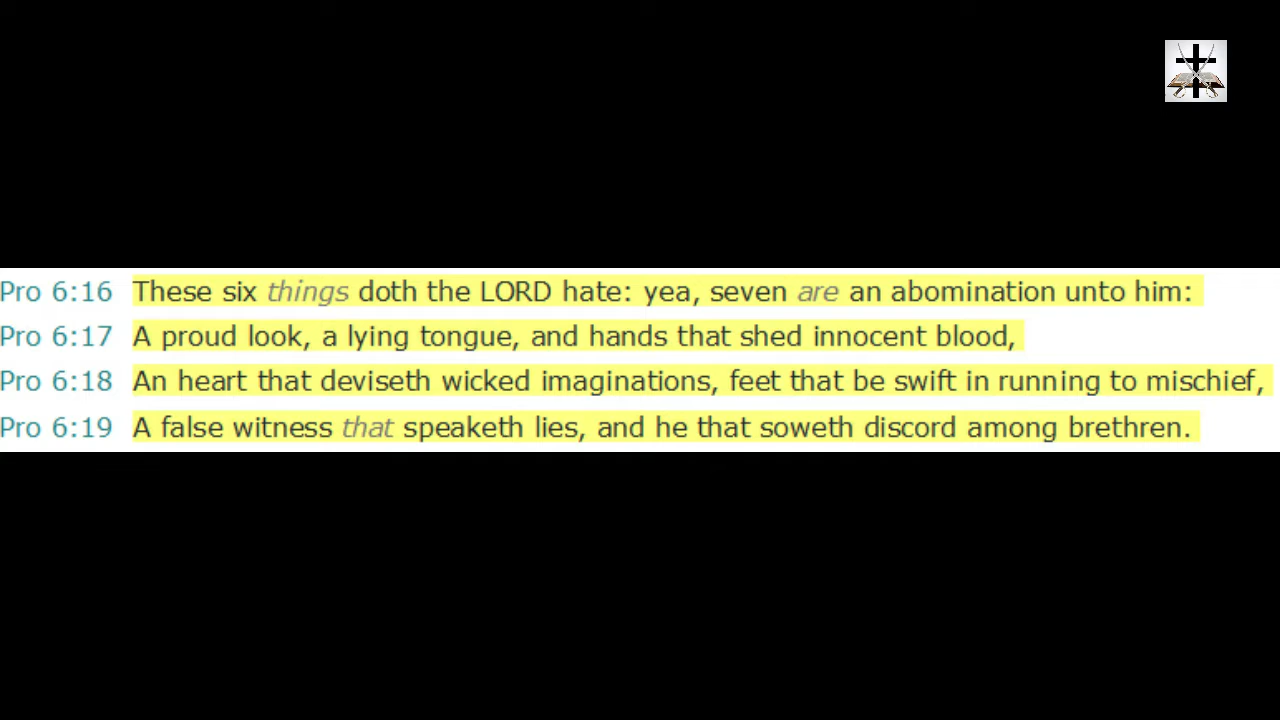 Pro 6:16 These six things doth the LORD hate: yea, seven are an abomination unto him:
Pro 6:17 A proud look, a lying tongue, and hands that shed innocent blood,
Pro 6:18 An heart that deviseth wicked imaginations, feet that be swift in running to mischief,
Pro 6:19 A false witness that speaketh lies, and he that soweth discord among brethren.